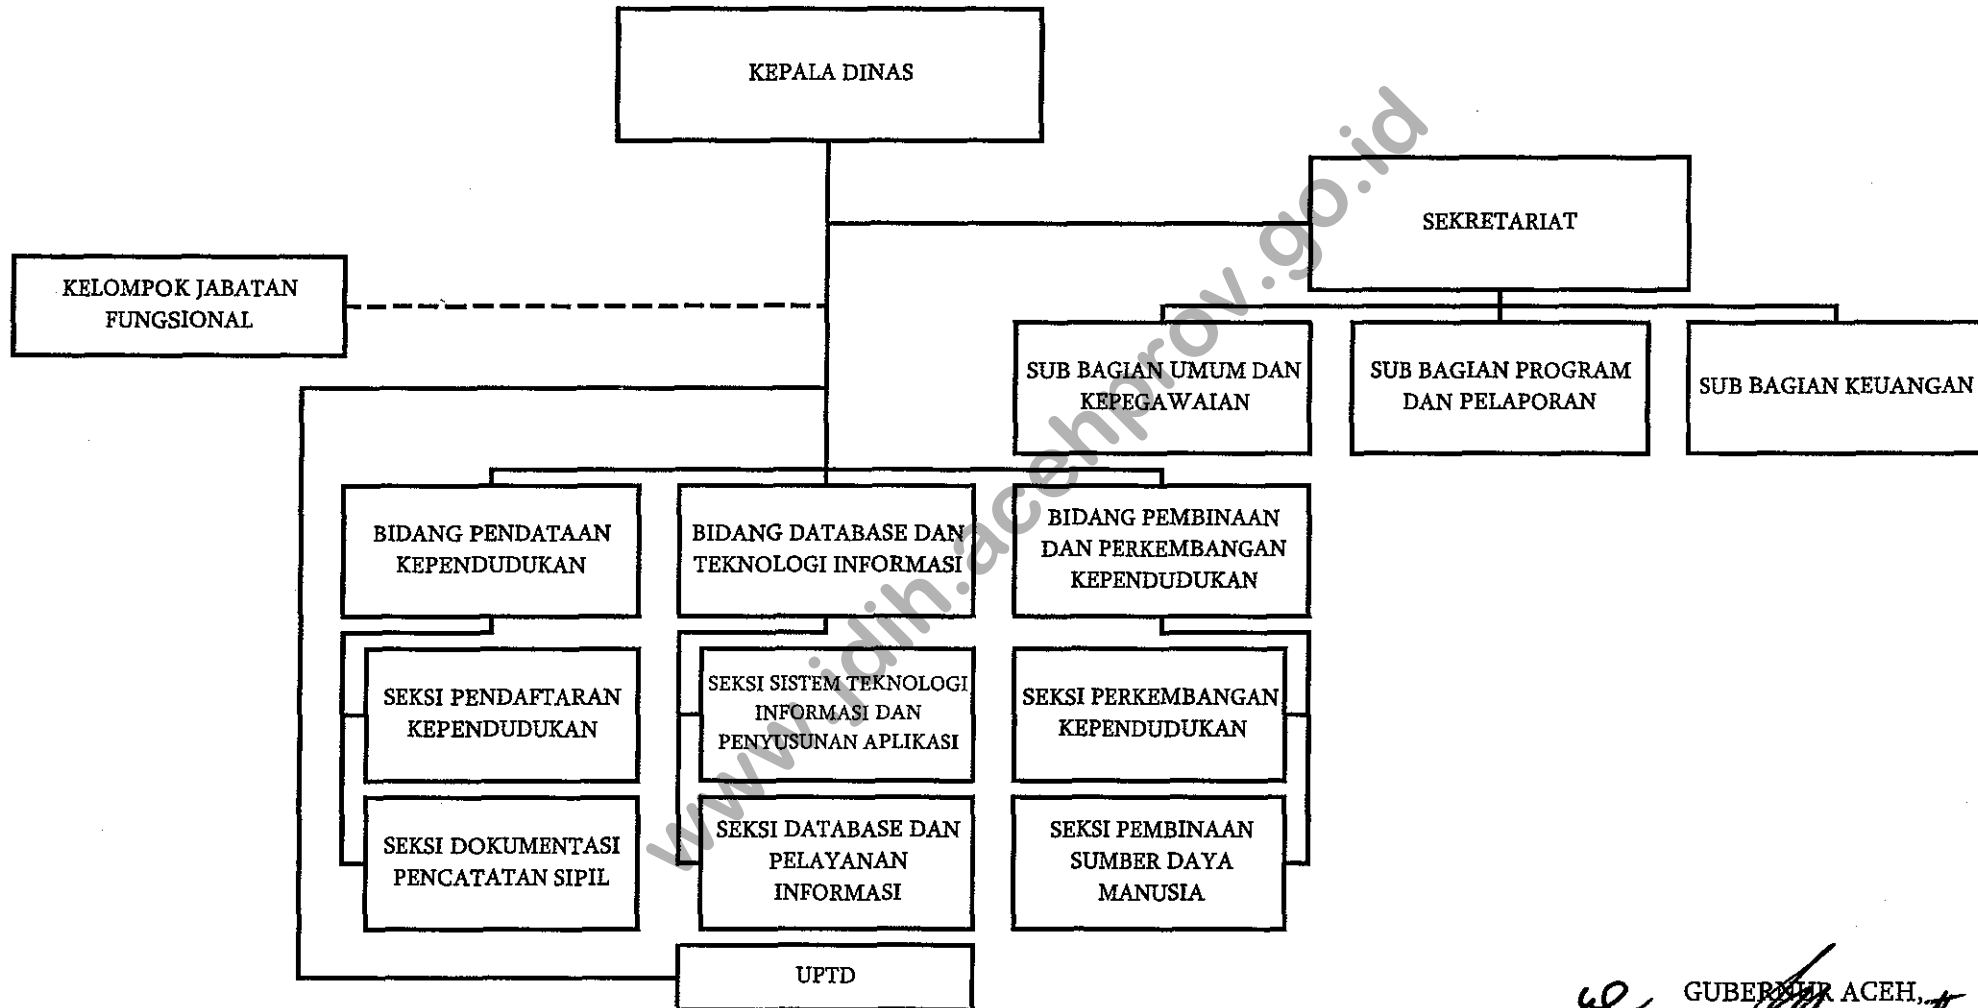 KEPALA DINAS
SEKRETARIAT
KELOMPOK JABATAN
FUNGSIONAL
SUB BAGIAN UMUM DAN
KEPEGAWAIAN
SUB BAGIAN PROGRAM
DAN PELAPORAN
SUB BAGIAN KEUANGAN
BIDANG PENDATAAN
KEPENDUDUKAN
BIDANG DATABASE DAN
TEKNOLOGI INFORMASI
BIDANG PEMBINAAN
DAN PERKEMBANGAN
KEPENDUDUKAN
SEKSI PENDAFTARAN
KEPENDUDUKAN
SEKSI SISTEM TEKNOLOGI
INFORMASI DAN
PENYUSUNAN APLIKASI
SEKSI PERKEMBANGAN
KEPENDUDUKAN
SEKSI DOKUMENTASI
PENCATATAN SIPIL
SEKSI DATABASE DAN
PELAYANAN
INFORMASI
SEKSI PEMBINAAN
SUMBER DAYA
MANUSIA
UPTD
GUBERNUR ACEH,
www.jdih.acehprov.go.id